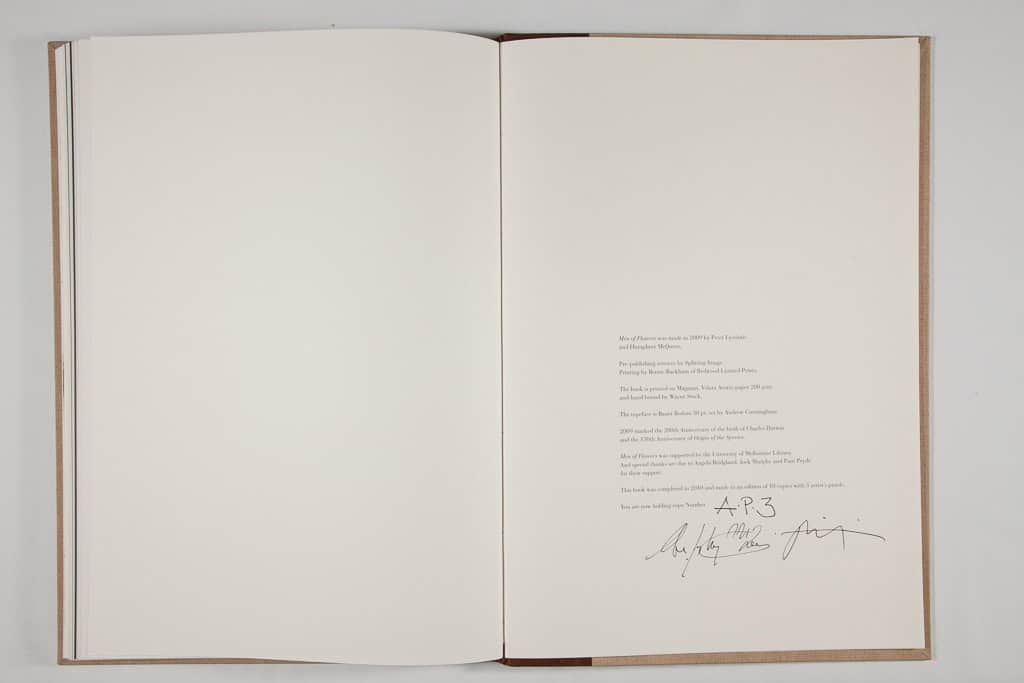 Men of Flowers was made in 2009 by Peter Lyssiotis
and Humphrey McQueen.
Pre-publishing services by Splitting Image.
Printing by Bernie Rackham of Redwood Limited Prints.
The book is printed on Magnani, Velata Avorio paper 200 gsm
and hand bound by Wayne Stock.
The typeface is Bauer Bodoni 30 pt. set by Andrew Cunningham.
2009 marked the 200th Anniversary of the birth of Charles Darwin
and the 150th Anniversary of Origin of the Species.
Men of Flowers was supported by the University of Melbourne Library.
And special thanks are due to Angela Bridgland, Jock Murphy and Pam Pryde
for their support.
This book was completed in 2010 and made in an edition of 10 copies with 5 artist's proofs.
You are now holding copy Number A.P.3